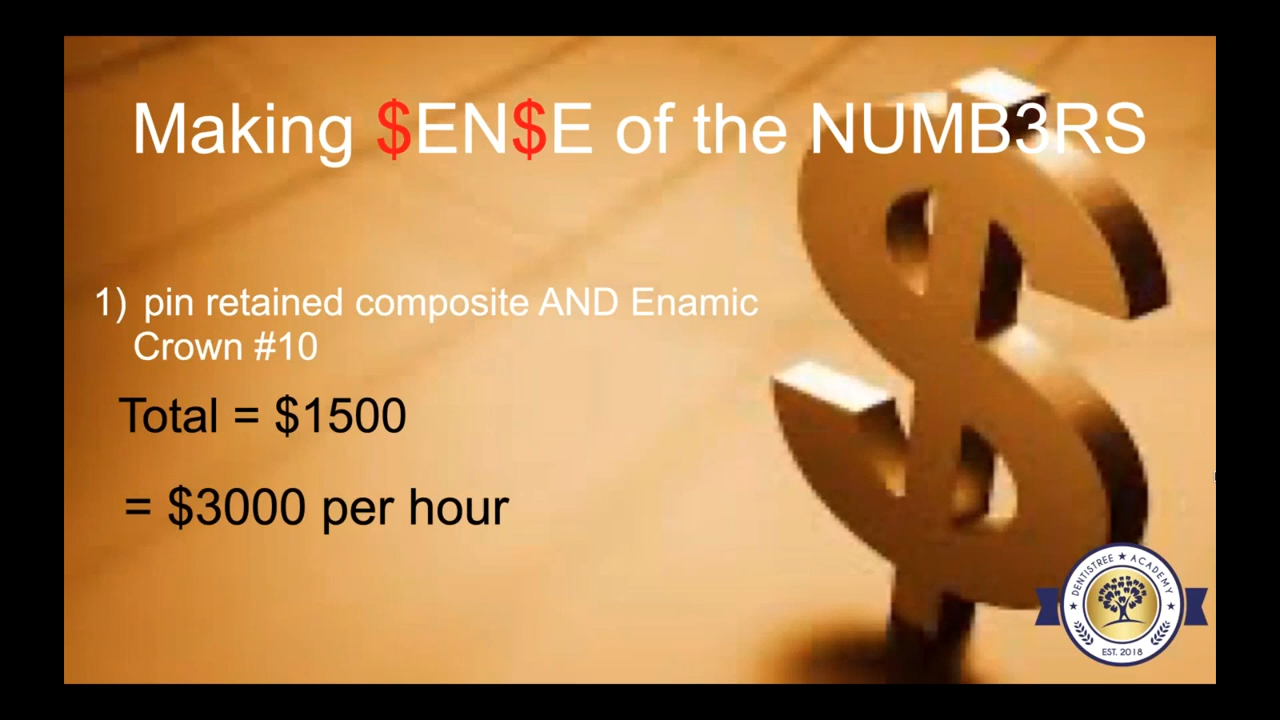 Making $EN$E of the NUMB3RS
1) pin retained composite AND Enamic
Crown #10
Total = $1500
= $3000 per hour
DENTISTREE ★ ACADEMY
EST. 2018